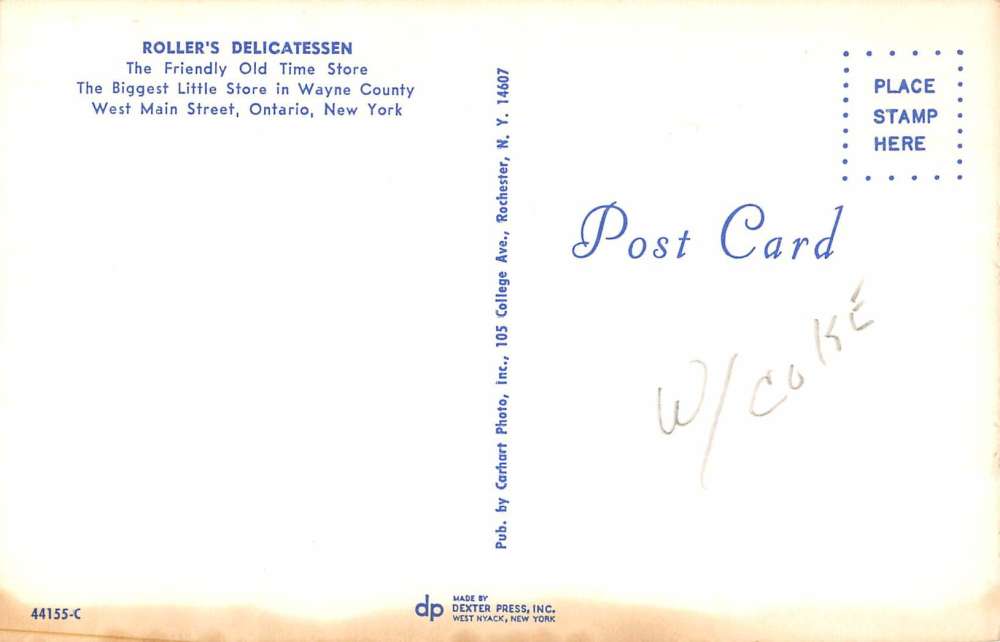 ROLLER'S DELICATESSEN
The Friendly Old Time Store
The Biggest Little Store in Wayne County
West Main Street, Ontario, New York
Pub. by Carhart Photo, Inc., 105 College Ave., Rochester, N. Y. 14607
PLACE
STAMP
HERE
Post Card
W/COKE
44155-C
dp
MADE BY
DEXTER PRESS, INC.
WEST NYACK, NEW YORK